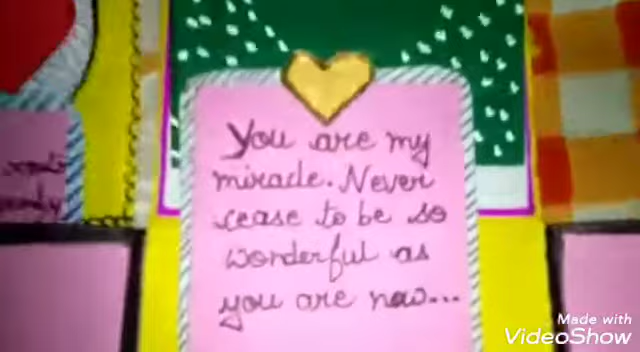 You are my
miracle. Never
cease to be so
wonderful as
you are now...
Made with
VideoShow